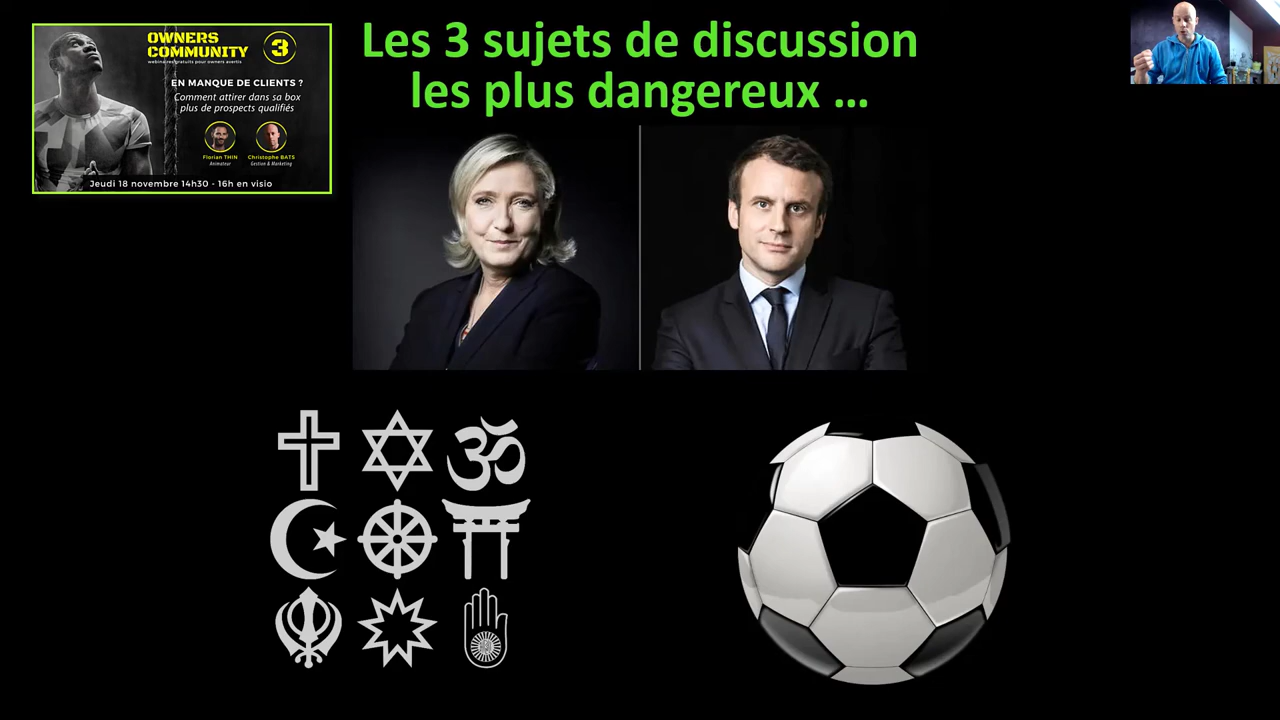 OWNERS
COMMUNITY
3
webinaires gratuits pour owners avertis
EN MANQUE DE CLIENTS ?
Comment attirer dans sa box
plus de prospects qualifiés
Florian THIN
Animateur
Christophe BATS
Gestion & Marketing
Jeudi 18 novembre 14h30 - 16h en visio
Les 3 sujets de discussion
les plus dangereux ...
ॐ